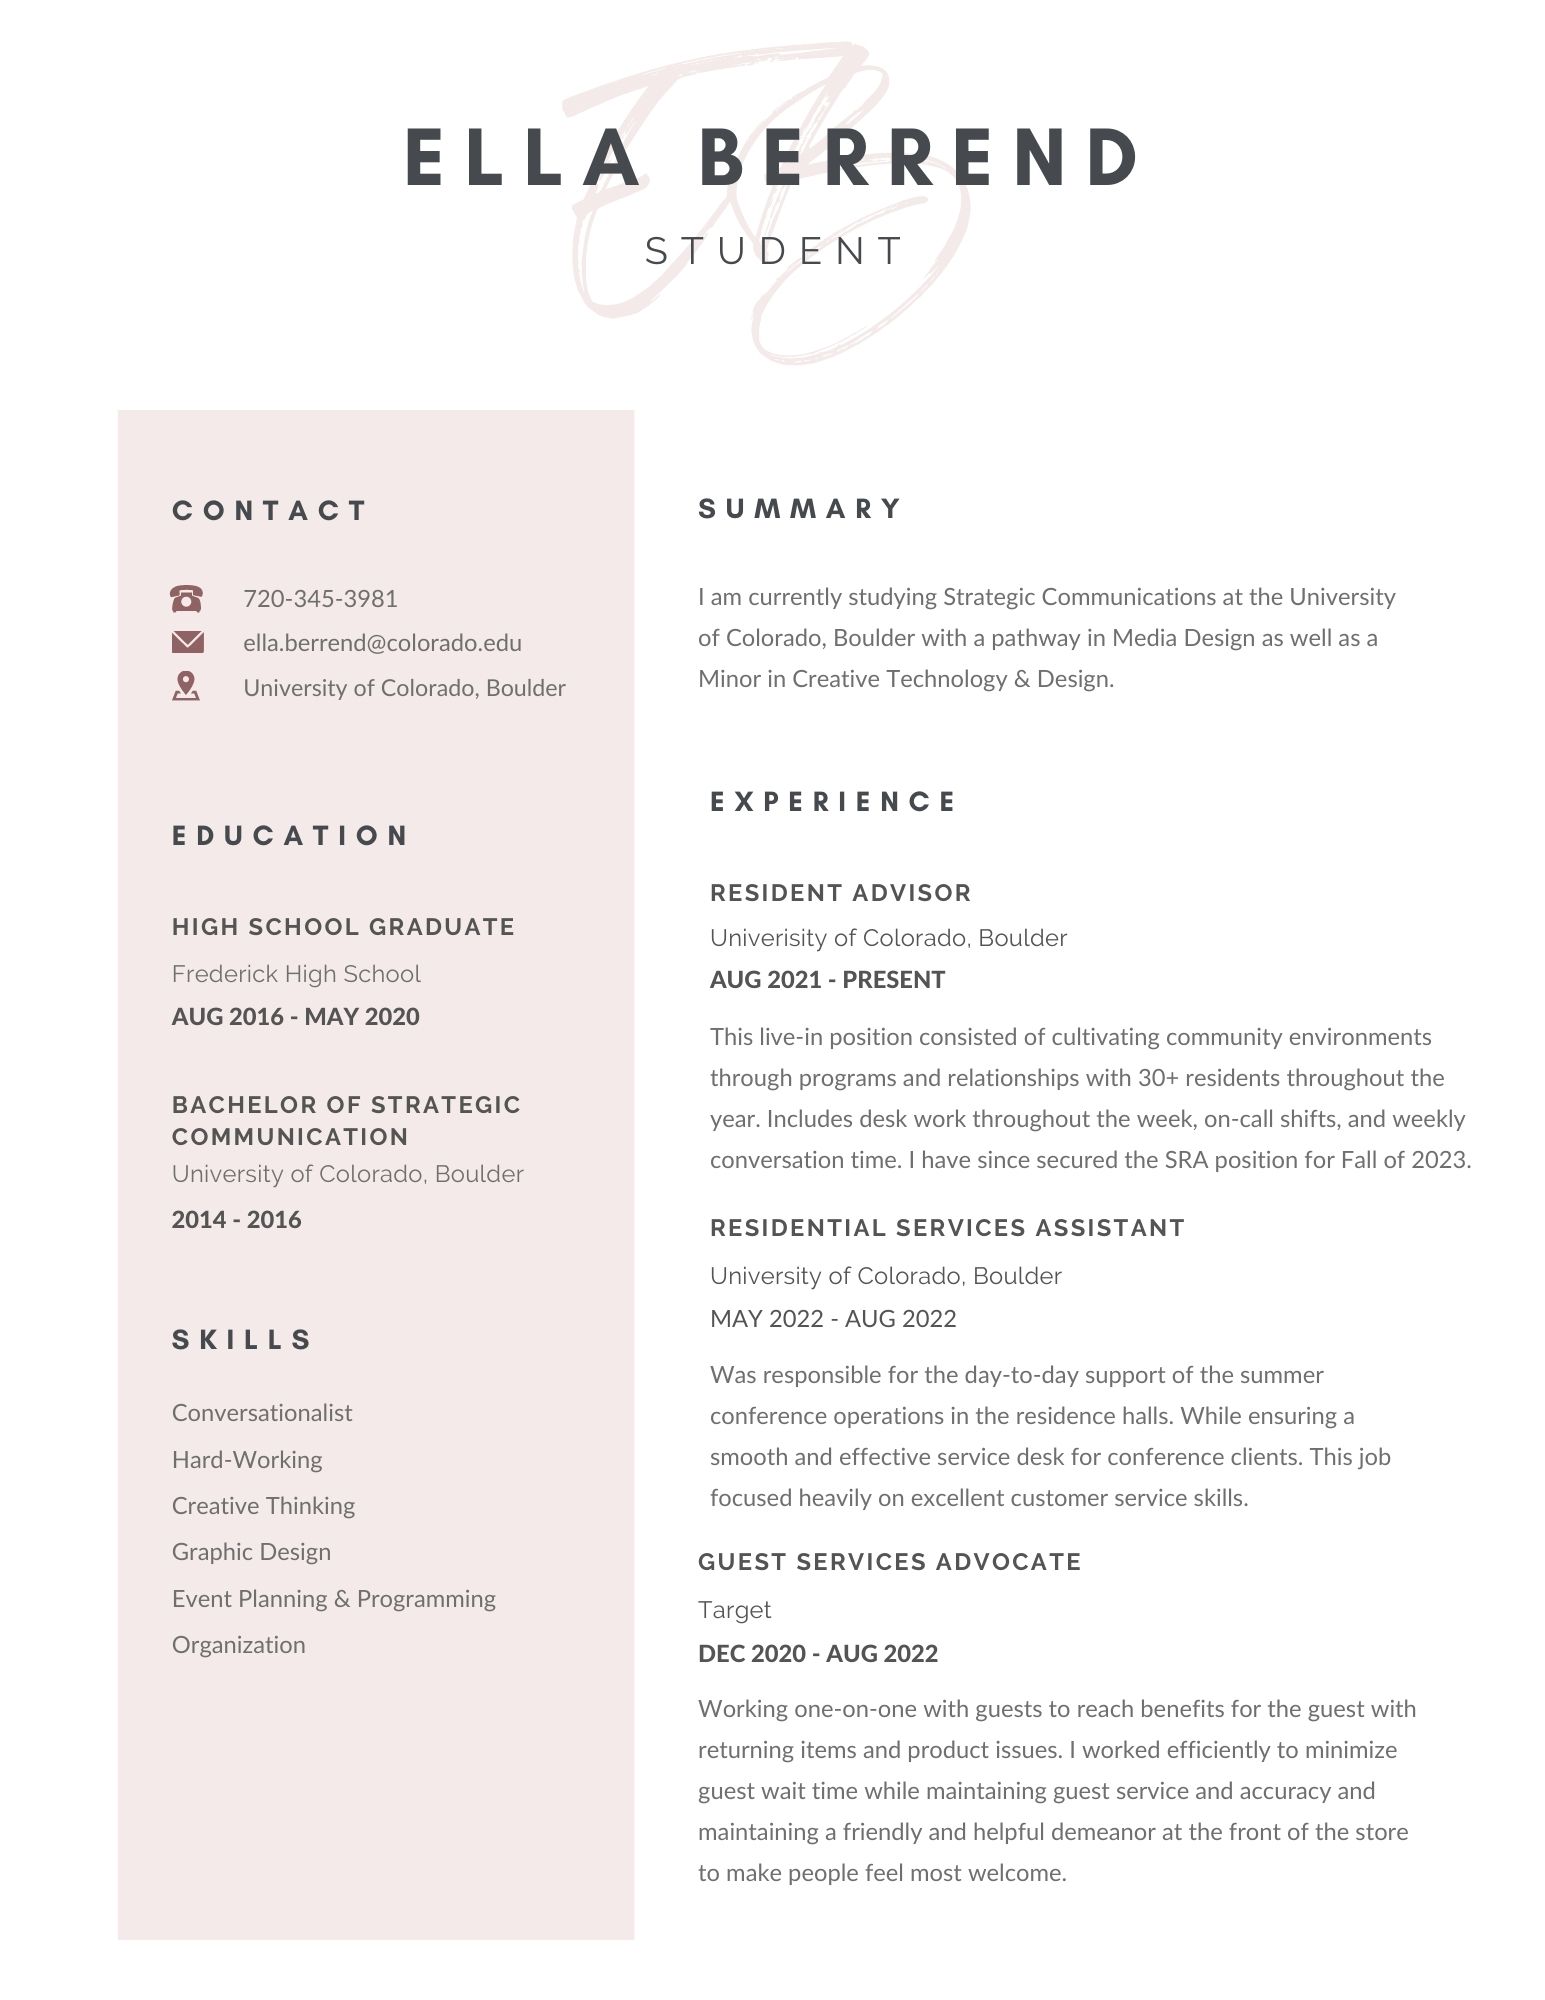 ELLA BERREND
STUDENT
CONTACT
720-345-3981
ella.berrend@colorado.edu
University of Colorado, Boulder
EDUCATION
HIGH SCHOOL GRADUATE
Frederick High School
AUG 2016 - MAY 2020
BACHELOR OF STRATEGIC
COMMUNICATION
University of Colorado, Boulder
2014 - 2016
SKILLS
Conversationalist
Hard-Working
Creative Thinking
Graphic Design
Event Planning & Programming
Organization
SUMMARY
I am currently studying Strategic Communications at the University
of Colorado, Boulder with a pathway in Media Design as well as a
Minor in Creative Technology & Design.
EXPERIENCE
RESIDENT ADVISOR
Univerisity of Colorado, Boulder
AUG 2021 - PRESENT
This live-in position consisted of cultivating community environments
through programs and relationships with 30+ residents throughout the
year. Includes desk work throughout the week, on-call shifts, and weekly
conversation time. I have since secured the SRA position for Fall of 2023.
RESIDENTIAL SERVICES ASSISTANT
University of Colorado, Boulder
MAY 2022 - AUG 2022
Was responsible for the day-to-day support of the summer
conference operations in the residence halls. While ensuring a
smooth and effective service desk for conference clients. This job
focused heavily on excellent customer service skills.
GUEST SERVICES ADVOCATE
Target
DEC 2020 - AUG 2022
Working one-on-one with guests to reach benefits for the guest with
returning items and product issues. I worked efficiently to minimize
guest wait time while maintaining guest service and accuracy and
maintaining a friendly and helpful demeanor at the front of the store
to make people feel most welcome.
EB